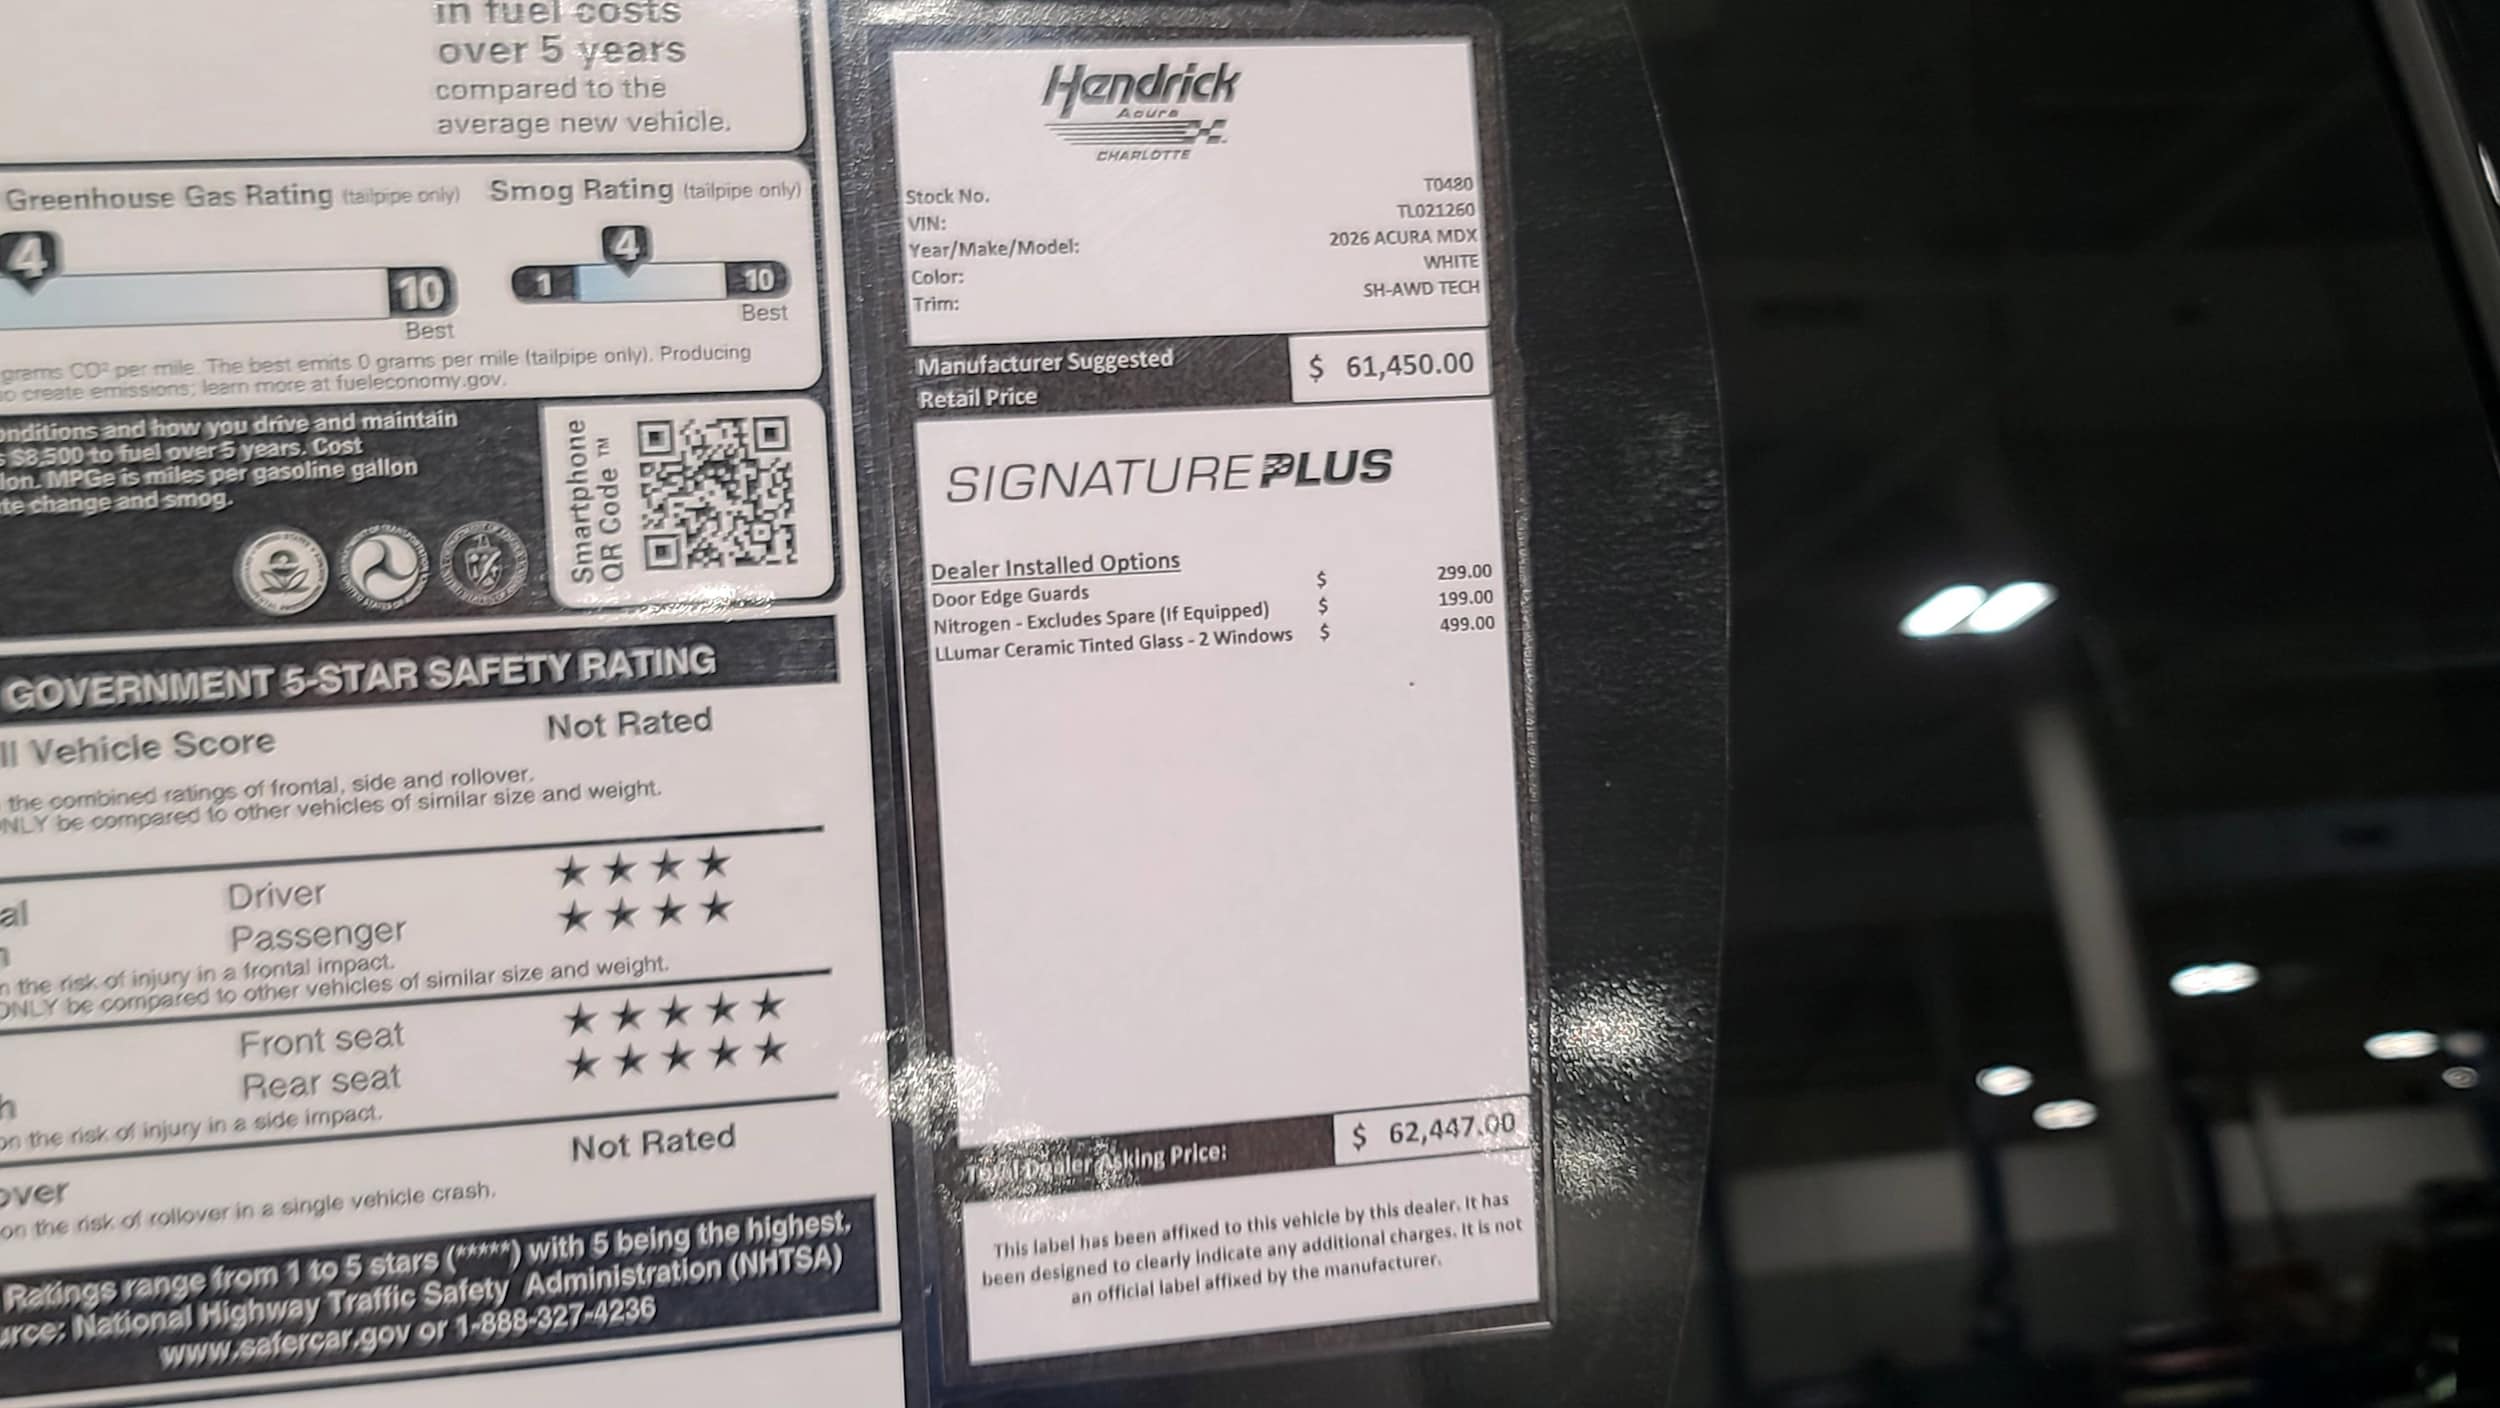 in fuel costs
over 5 years
compared to the
average new vehicle.
Greenhouse Gas Rating (tailpipe only)
Smog Rating (tailpipe only)
4
10
Best
4
1
10
Best
grams CO² per mile. The best emits 0 grams per mile (tailpipe only). Producing
create emissions; learn more at fueleconomy.gov.
conditions and how you drive and maintain
$8,500 to fuel over 5 years. Cost
MPGe is miles per gasoline gallon
change and smog.
Smartphone
QR Code ™
GOVERNMENT 5-STAR SAFETY RATING
Vehicle Score
Not Rated
the combined ratings of frontal, side and rollover.
ONLY be compared to other vehicles of similar size and weight.
Driver ★★★★
Passenger ★★★★
the risk of injury in a frontal impact.
ONLY be compared to other vehicles of similar size and weight.
Front seat ★★★★★
Rear seat ★★★★★
on the risk of injury in a side impact.
Not Rated
on the risk of rollover in a single vehicle crash.
Ratings range from 1 to 5 stars (*****) with 5 being the highest.
National Highway Traffic Safety Administration (NHTSA)
www.safercar.gov or 1-888-327-4236
Hendrick
Acura
CHARLOTTE
Stock No. T0480
VIN: TL021260
Year/Make/Model: 2026 ACURA MDX
Color: WHITE
Trim: SH-AWD TECH
Manufacturer Suggested
Retail Price
$ 61,450.00
SIGNATURE PLUS
Dealer Installed Options
Door Edge Guards $ 299.00
Nitrogen - Excludes Spare (If Equipped) $ 199.00
LLumar Ceramic Tinted Glass - 2 Windows $ 499.00
Total Dealer Asking Price: $ 62,447.00
This label has been affixed to this vehicle by this dealer. It has
been designed to clearly indicate any additional charges. It is not
an official label affixed by the manufacturer.